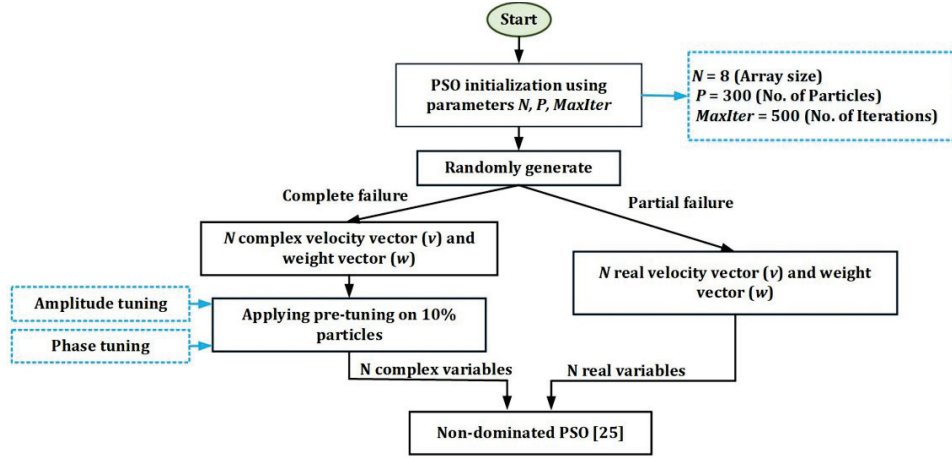 Start
PSO initialization using
parameters N, P, MaxIter
N = 8 (Array size)
P = 300 (No. of Particles)
MaxIter = 500 (No. of Iterations)
Randomly generate
Complete failure
Partial failure
N complex velocity vector (v) and
weight vector (w)
N real velocity vector (v) and weight
vector (w)
Amplitude tuning
Phase tuning
Applying pre-tuning on 10%
particles
N complex variables
N real variables
Non-dominated PSO [25]